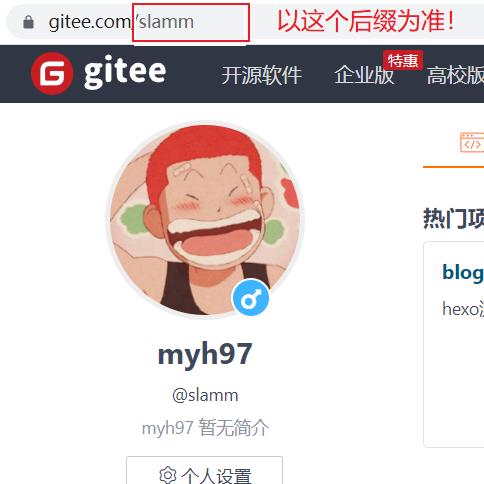 gitee.com/slamm 以这个后缀为准！
gitee 开源软件 企业版 特惠 高校版
热门项
blog
hexo
myh97
@slamm
myh97 暂无简介
个人设置